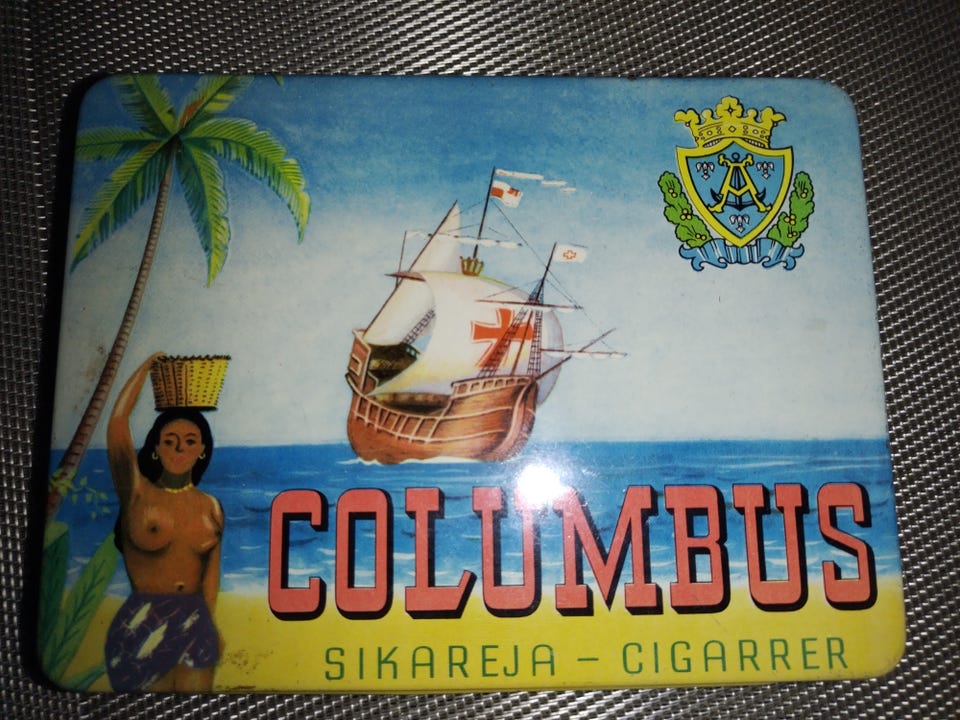 A
COLUMBUS
SIKAREJA – CIGARRER